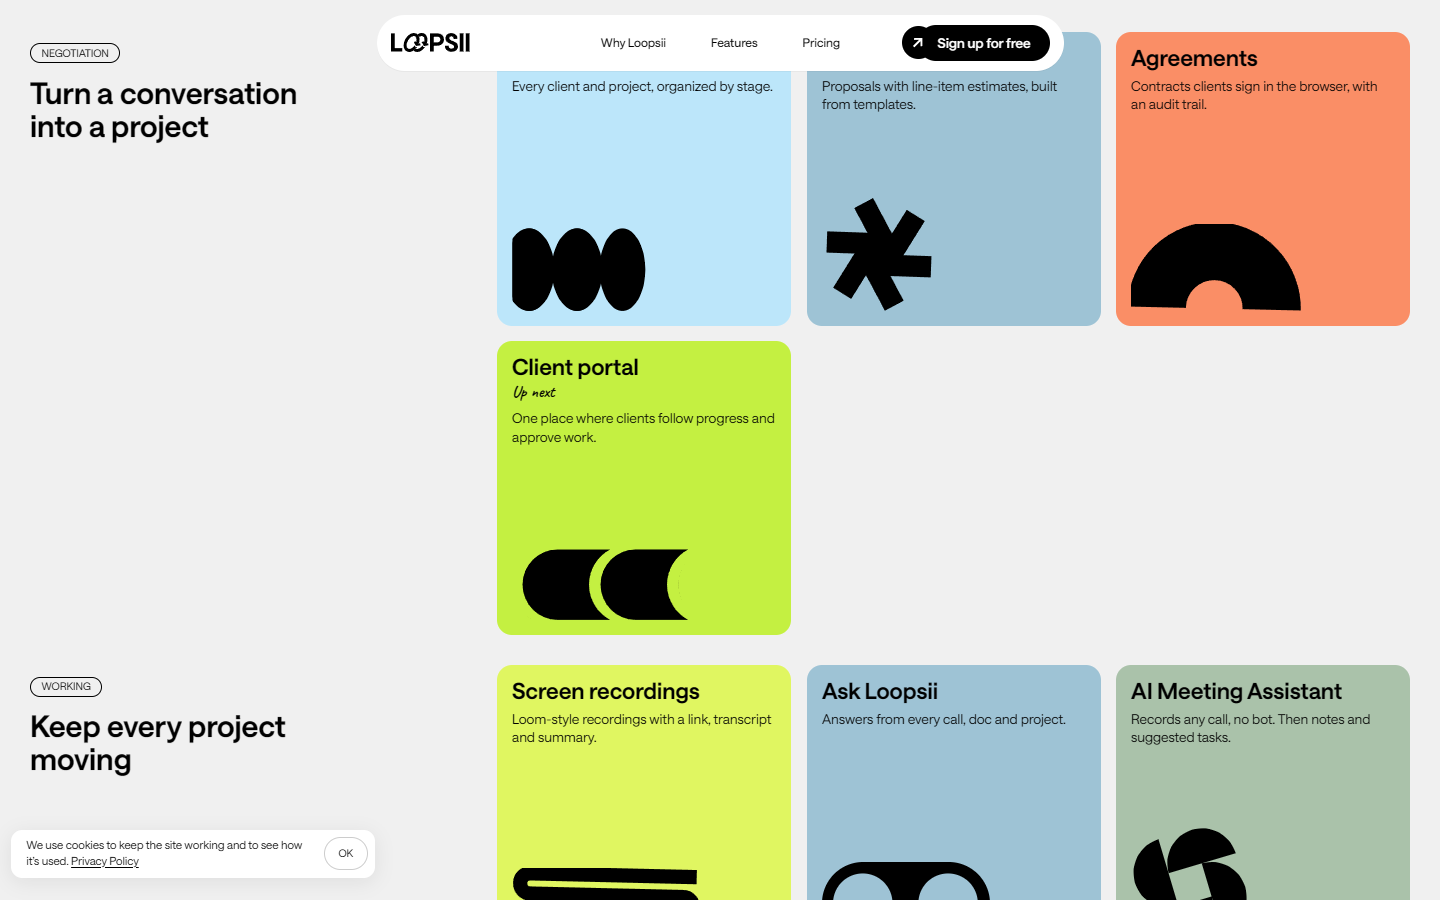 LOOPSII
Why Loopsii
Features
Pricing
Sign up for free
NEGOTIATION
Turn a conversation
into a project
Every client and project, organized by stage.
Proposals with line-item estimates, built
from templates.
Agreements
Contracts clients sign in the browser, with
an audit trail.
Client portal
Up next
One place where clients follow progress and
approve work.
WORKING
Keep every project
moving
Screen recordings
Loom-style recordings with a link, transcript
and summary.
Ask Loopsii
Answers from every call, doc and project.
AI Meeting Assistant
Records any call, no bot. Then notes and
suggested tasks.
We use cookies to keep the site working and to see how
it's used. Privacy Policy
OK